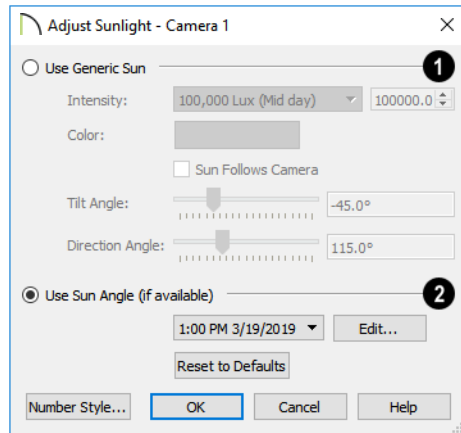 Adjust Sunlight - Camera 1
Use Generic Sun 1
Intensity: 100,000 Lux (Mid day) 100000.0
Color:
Sun Follows Camera
Tilt Angle: -45.0°
Direction Angle: 115.0°
Use Sun Angle (if available) 2
1:00 PM 3/19/2019 Edit...
Reset to Defaults
Number Style... OK Cancel Help